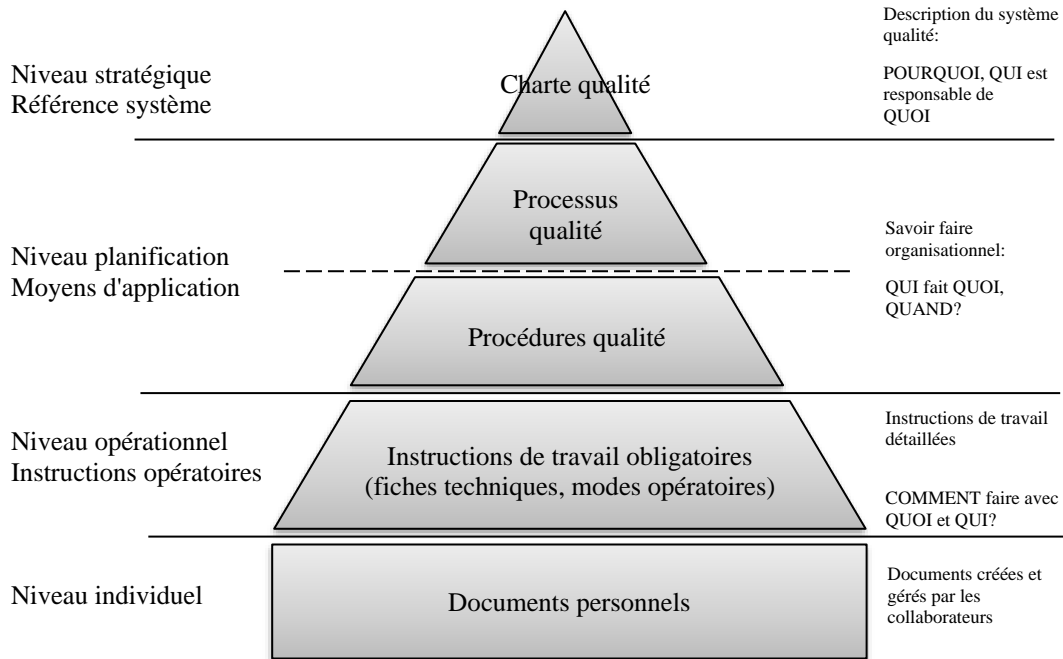 Niveau stratégique
Référence système
Charte qualité
Description du système
qualité:
POURQUOI, QUI est
responsable de
QUOI
Niveau planification
Moyens d'application
Processus
qualité
Procédures qualité
Savoir faire
organisationnel:
QUI fait QUOI,
QUAND?
Niveau opérationnel
Instructions opératoires
Instructions de travail obligatoires
(fiches techniques, modes opératoires)
Instructions de travail
détaillées
COMMENT faire avec
QUOI et QUI?
Niveau individuel
Documents personnels
Documents créées et
gérés par les
collaborateurs